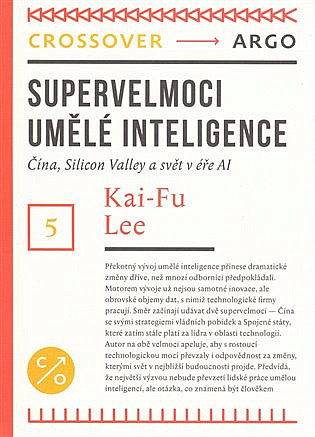 CROSSOVER → ARGO
SUPERVELMOCI
UMĚLÉ INTELIGENCE
Čína, Silicon Valley a svět v éře AI
Kai-Fu
Lee
5
Překotný vývoj umělé inteligence přinese dramatické
změny dříve, než mnozí odborníci předpokládali.
Motorem vývoje už nejsou samotné inovace, ale
obrovské objemy dat, s nimiž technologické firmy
pracují. Směr začínají udávat dvě supervelmoci — Čína
se svými strategiemi vládních pobídek a Spojené státy,
které zatím stále platí za lídra v oblasti technologií.
Autor na obě velmoci apeluje, aby s rostoucí
technologickou mocí převzaly i odpovědnost za změny,
kterými svět v nejbližší budoucnosti projde. Předvídá,
že největší výzvou nebude převzetí lidské práce umělou
inteligencí, ale otázka, co znamená být člověkem
C/O